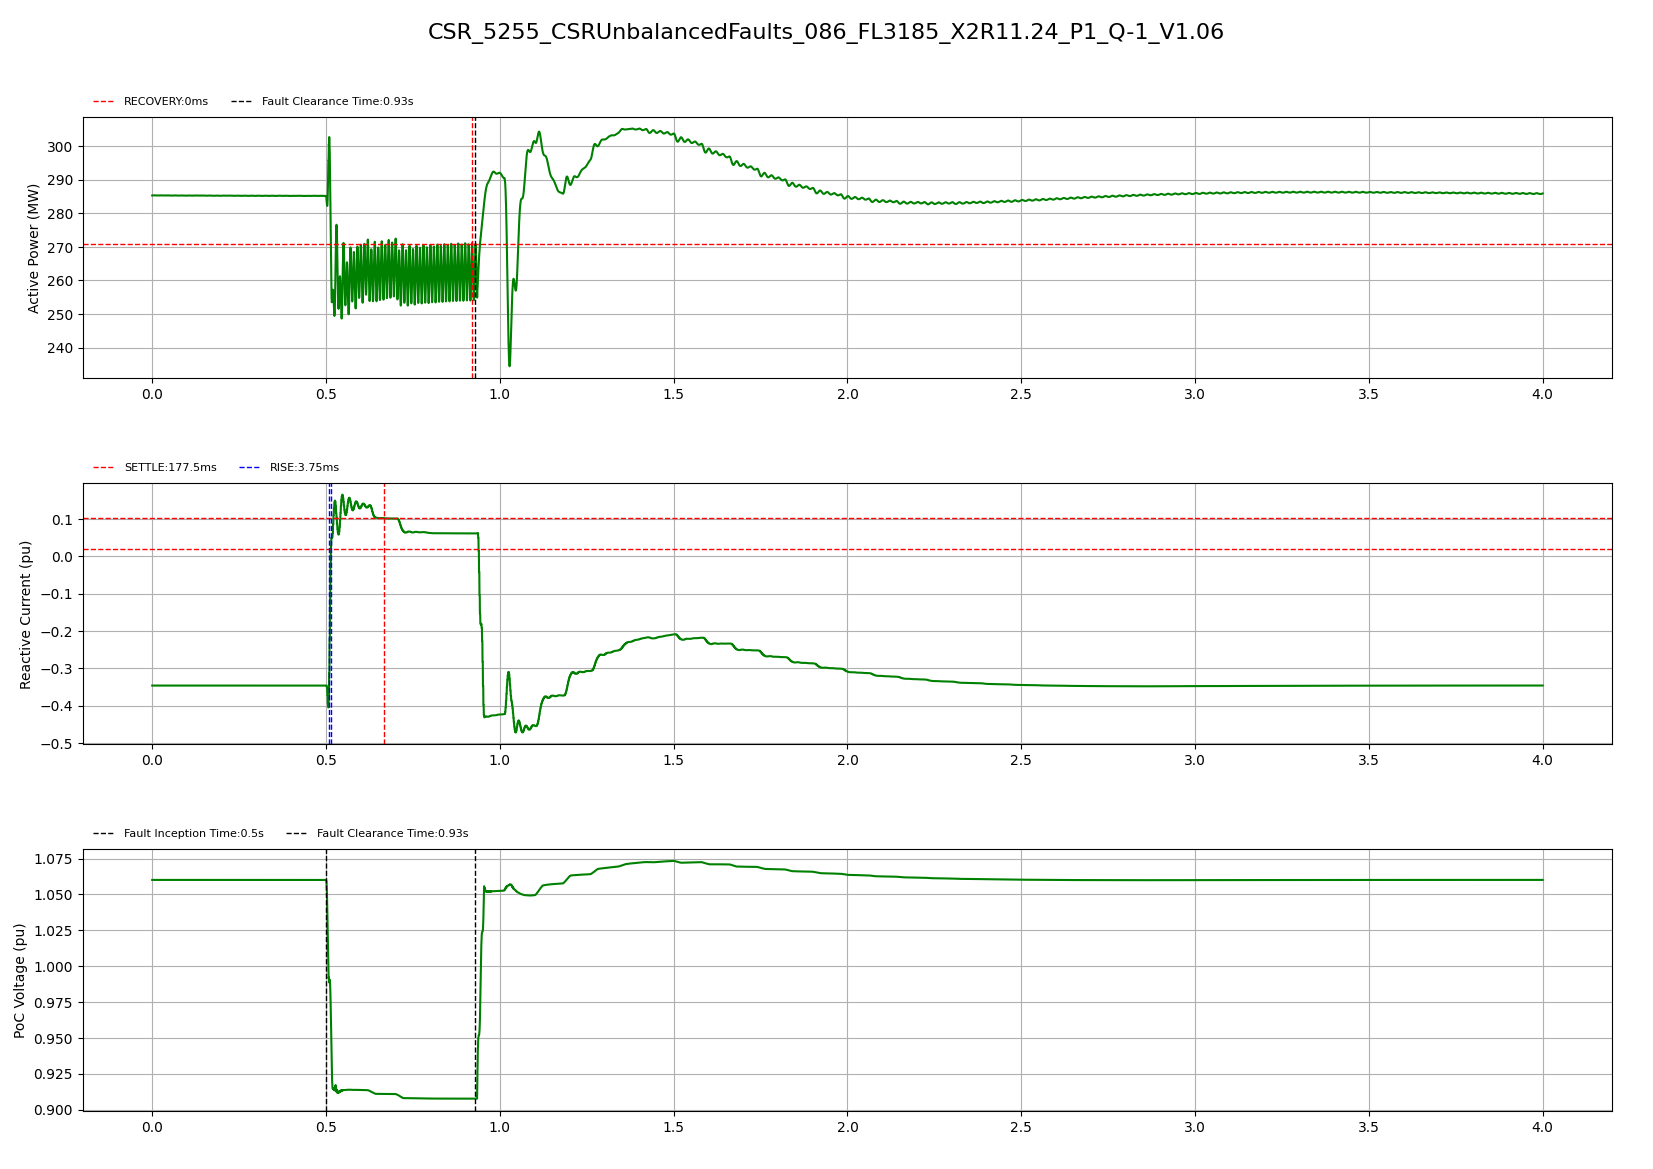 CSR_5255_CSRUnbalancedFaults_086_FL3185_X2R11.24_P1_Q-1_V1.06
RECOVERY:0ms Fault Clearance Time:0.93s
Active Power (MW)
300
290
280
270
260
250
240
0.0 0.5 1.0 1.5 2.0 2.5 3.0 3.5 4.0
SETTLE:177.5ms RISE:3.75ms
Reactive Current (pu)
0.1
0.0
−0.1
−0.2
−0.3
−0.4
−0.5
0.0 0.5 1.0 1.5 2.0 2.5 3.0 3.5 4.0
Fault Inception Time:0.5s Fault Clearance Time:0.93s
PoC Voltage (pu)
1.075
1.050
1.025
1.000
0.975
0.950
0.925
0.900
0.0 0.5 1.0 1.5 2.0 2.5 3.0 3.5 4.0